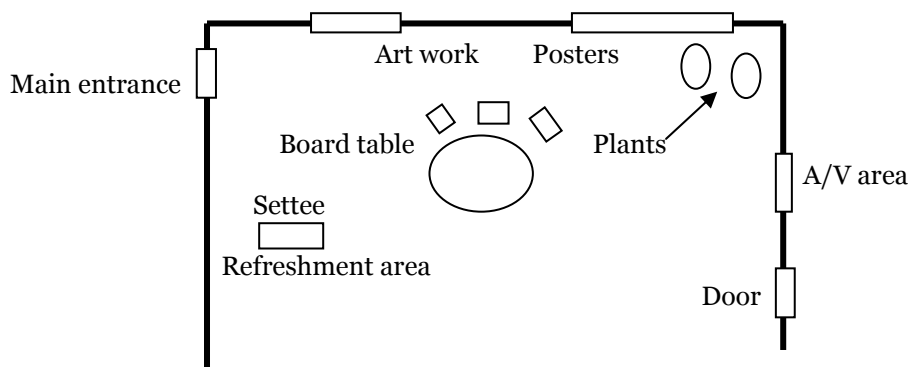 Art work
Posters
Main entrance
Board table
Plants
A/V area
Settee
Refreshment area
Door